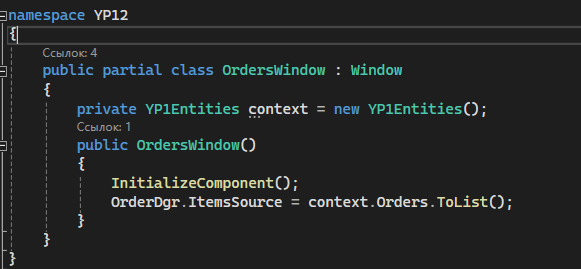 namespace YP12
{
Ссылок: 4
public partial class OrdersWindow : Window
{
private YP1Entities context = new YP1Entities();
Ссылок: 1
public OrdersWindow()
{
InitializeComponent();
OrderDgr.ItemsSource = context.Orders.ToList();
}
}
}